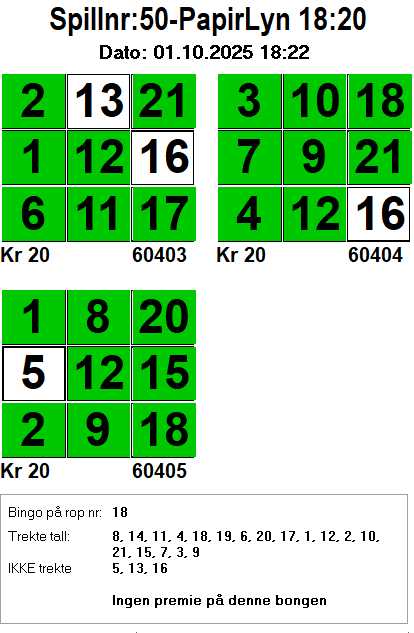 Spillnr:50-PapirLyn 18:20
Dato: 01.10.2025 18:22
2 13 21 3 10 18
1 12 16 7 9 21
6 11 17 4 12 16
Kr 20 60403 Kr 20 60404
1 8 20
5 12 15
2 9 18
Kr 20 60405
Bingo på rop nr: 18
Trekte tall: 8, 14, 11, 4, 18, 19, 6, 20, 17, 1, 12, 2, 10,
21, 15, 7, 3, 9
IKKE trekte 5, 13, 16
Ingen premie på denne bongen